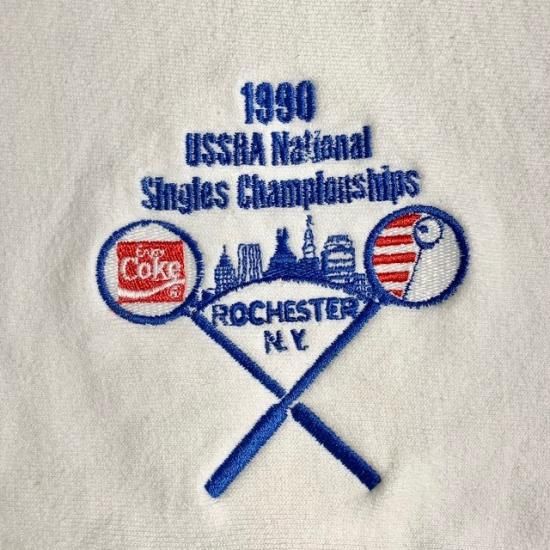 1990
USSRA National
Singles Championships
Enjoy
Coke
ROCHESTER
N.Y.